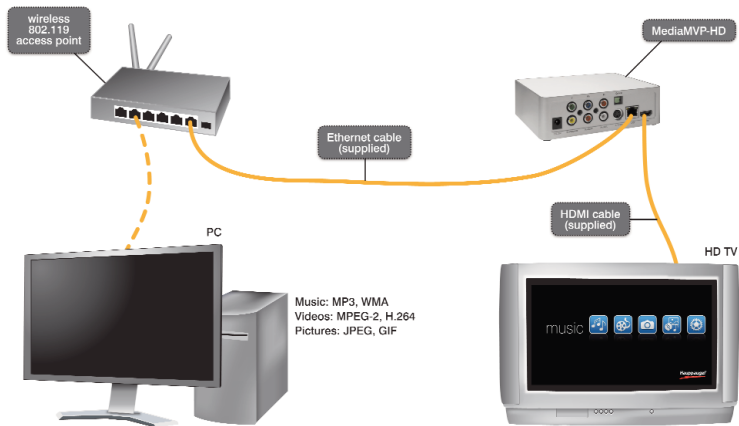 wireless
802.119
access point
MediaMVP-HD
Ethernet cable
(supplied)
HDMI cable
(supplied)
PC
HD TV
Music: MP3, WMA
Videos: MPEG-2, H.264
Pictures: JPEG, GIF
music
Hauppauge!